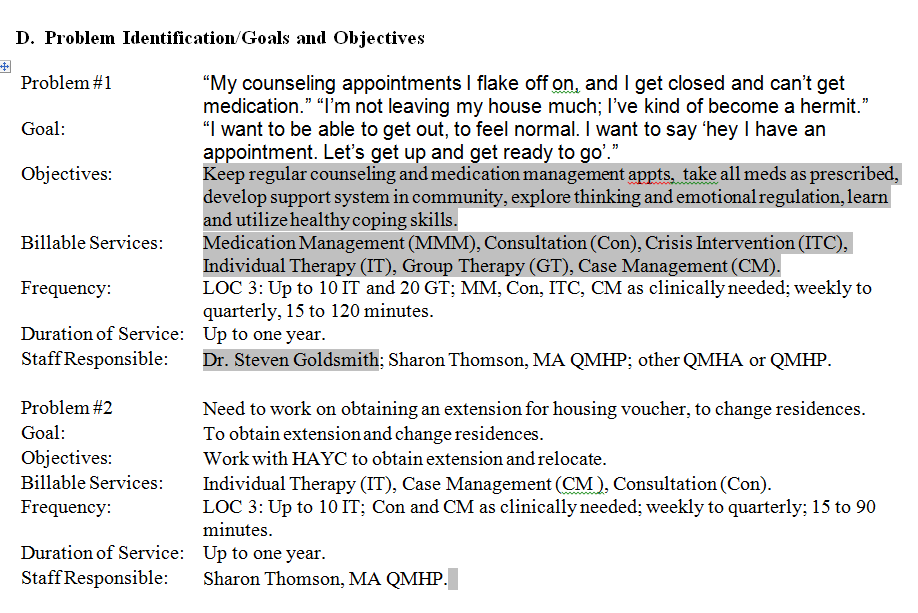 D. Problem Identification/Goals and Objectives
Problem #1 “My counseling appointments I flake off on, and I get closed and can’t get
medication.” “I’m not leaving my house much; I’ve kind of become a hermit.”
Goal: “I want to be able to get out, to feel normal. I want to say ‘hey I have an
appointment. Let’s get up and get ready to go’.”
Objectives: Keep regular counseling and medication management appts, take all meds as prescribed,
develop support system in community, explore thinking and emotional regulation, learn
and utilize healthy coping skills.
Billable Services: Medication Management (MMM), Consultation (Con), Crisis Intervention (ITC),
Individual Therapy (IT), Group Therapy (GT), Case Management (CM).
Frequency: LOC 3: Up to 10 IT and 20 GT; MM, Con, ITC, CM as clinically needed; weekly to
quarterly, 15 to 120 minutes.
Duration of Service: Up to one year.
Staff Responsible: Dr. Steven Goldsmith; Sharon Thomson, MA QMHP; other QMHA or QMHP.
Problem #2 Need to work on obtaining an extension for housing voucher, to change residences.
Goal: To obtain extension and change residences.
Objectives: Work with HAYC to obtain extension and relocate.
Billable Services: Individual Therapy (IT), Case Management (CM ), Consultation (Con).
Frequency: LOC 3: Up to 10 IT; Con and CM as clinically needed; weekly to quarterly; 15 to 90
minutes.
Duration of Service: Up to one year.
Staff Responsible: Sharon Thomson, MA QMHP.